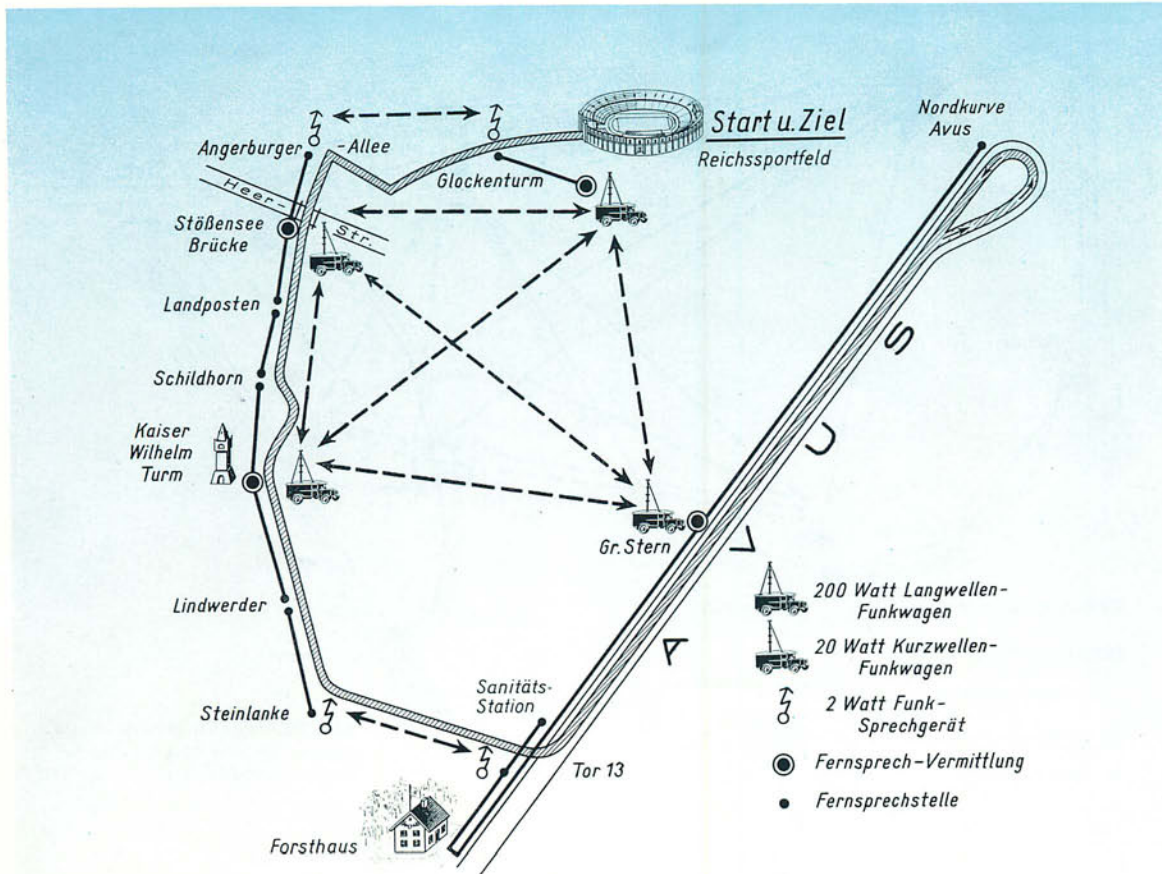 Start u. Ziel
Reichssportfeld
Nordkurve
Avus
Angerburger
-Allee
Glockenturm
Heer-
Str.
Stößensee
Brücke
Landposten
Schildhorn
Kaiser
Wilhelm
Turm
Gr. Stern
Lindwerder
Steinlanke
Sanitäts-
Station
Tor 13
Forsthaus
AVUS
200 Watt Langwellen-
Funkwagen
20 Watt Kurzwellen-
Funkwagen
2 Watt Funk-
Sprechgerät
Fernsprech-Vermittlung
Fernsprechstelle